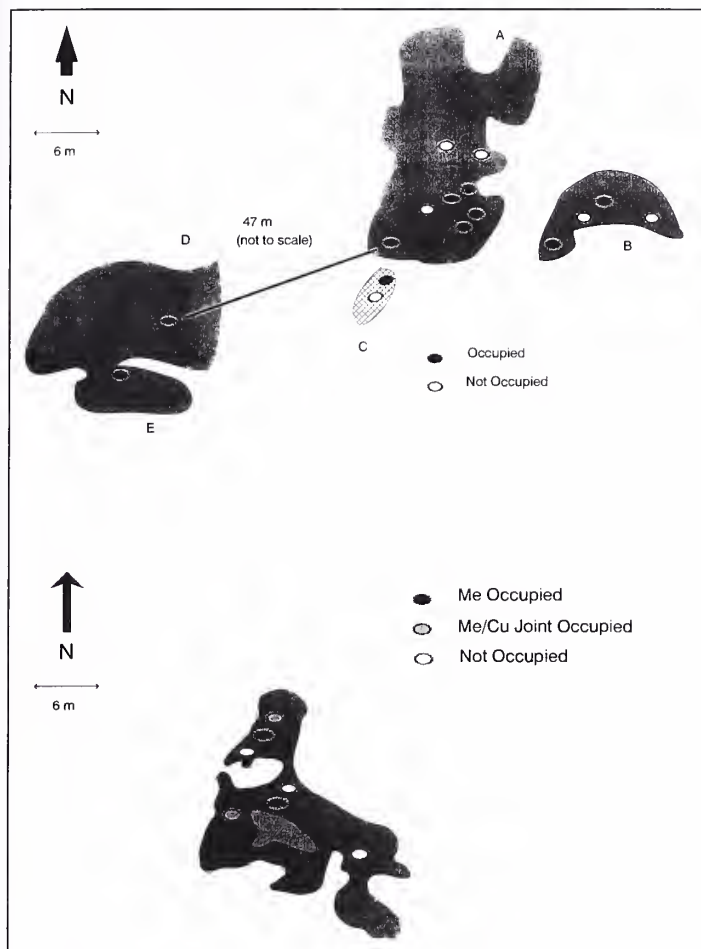 A
N
6 m
47 m
(not to scale)
D
B
C
Occupied
Not Occupied
E
Me Occupied
Me/Cu Joint Occupied
Not Occupied
N
6 m